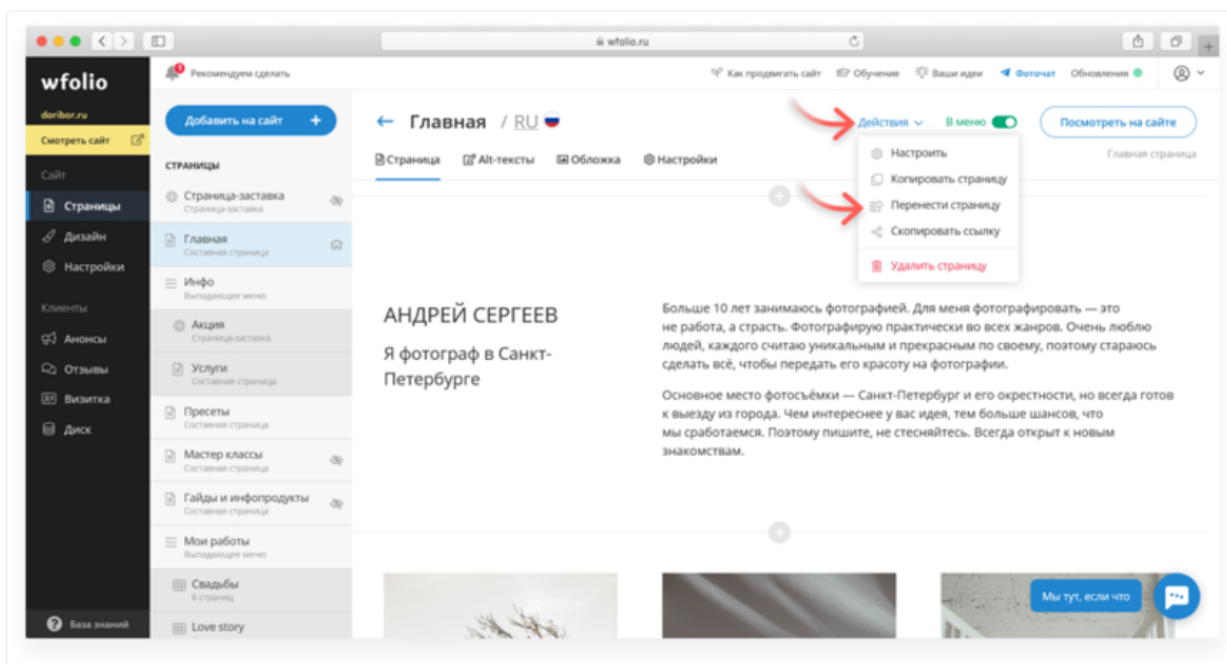 wfolio.ru
wfolio
1
Рекомендуем сделать
Как продвигать сайт
Обучение
Ваши идеи
Фоточат
Обновления
doribor.ru
Смотреть сайт
Сайт
Страницы
Дизайн
Настройки
Клиенты
Анонсы
Отзывы
Визитка
Диск
База знаний
Добавить на сайт +
СТРАНИЦЫ
Страница-заставка
Страница-заставка
Главная
Составная страница
Инфо
Выпадающее меню
Акция
Страница-заставка
Услуги
Составная страница
Пресеты
Составная страница
Мастер классы
Составная страница
Гайды и инфопродукты
Составная страница
Мои работы
Выпадающее меню
Свадьбы
6 страниц
Love story
← Главная / RU
Действия
В меню
Посмотреть на сайте
Страница
Alt-тексты
Обложка
Настройки
Главная страница
Настроить
Копировать страницу
Перенести страницу
Скопировать ссылку
Удалить страницу
АНДРЕЙ СЕРГЕЕВ
Я фотограф в Санкт-
Петербурге
Больше 10 лет занимаюсь фотографией. Для меня фотографировать — это
не работа, а страсть. Фотографирую практически во всех жанрах. Очень люблю
людей, каждого считаю уникальным и прекрасным по своему, поэтому стараюсь
сделать всё, чтобы передать его красоту на фотографии.
Основное место фотосъёмки — Санкт-Петербург и его окрестности, но всегда готов
к выезду из города. Чем интереснее у вас идея, тем больше шансов, что
мы сработаемся. Поэтому пишите, не стесняйтесь. Всегда открыт к новым
знакомствам.
Мы тут, если что